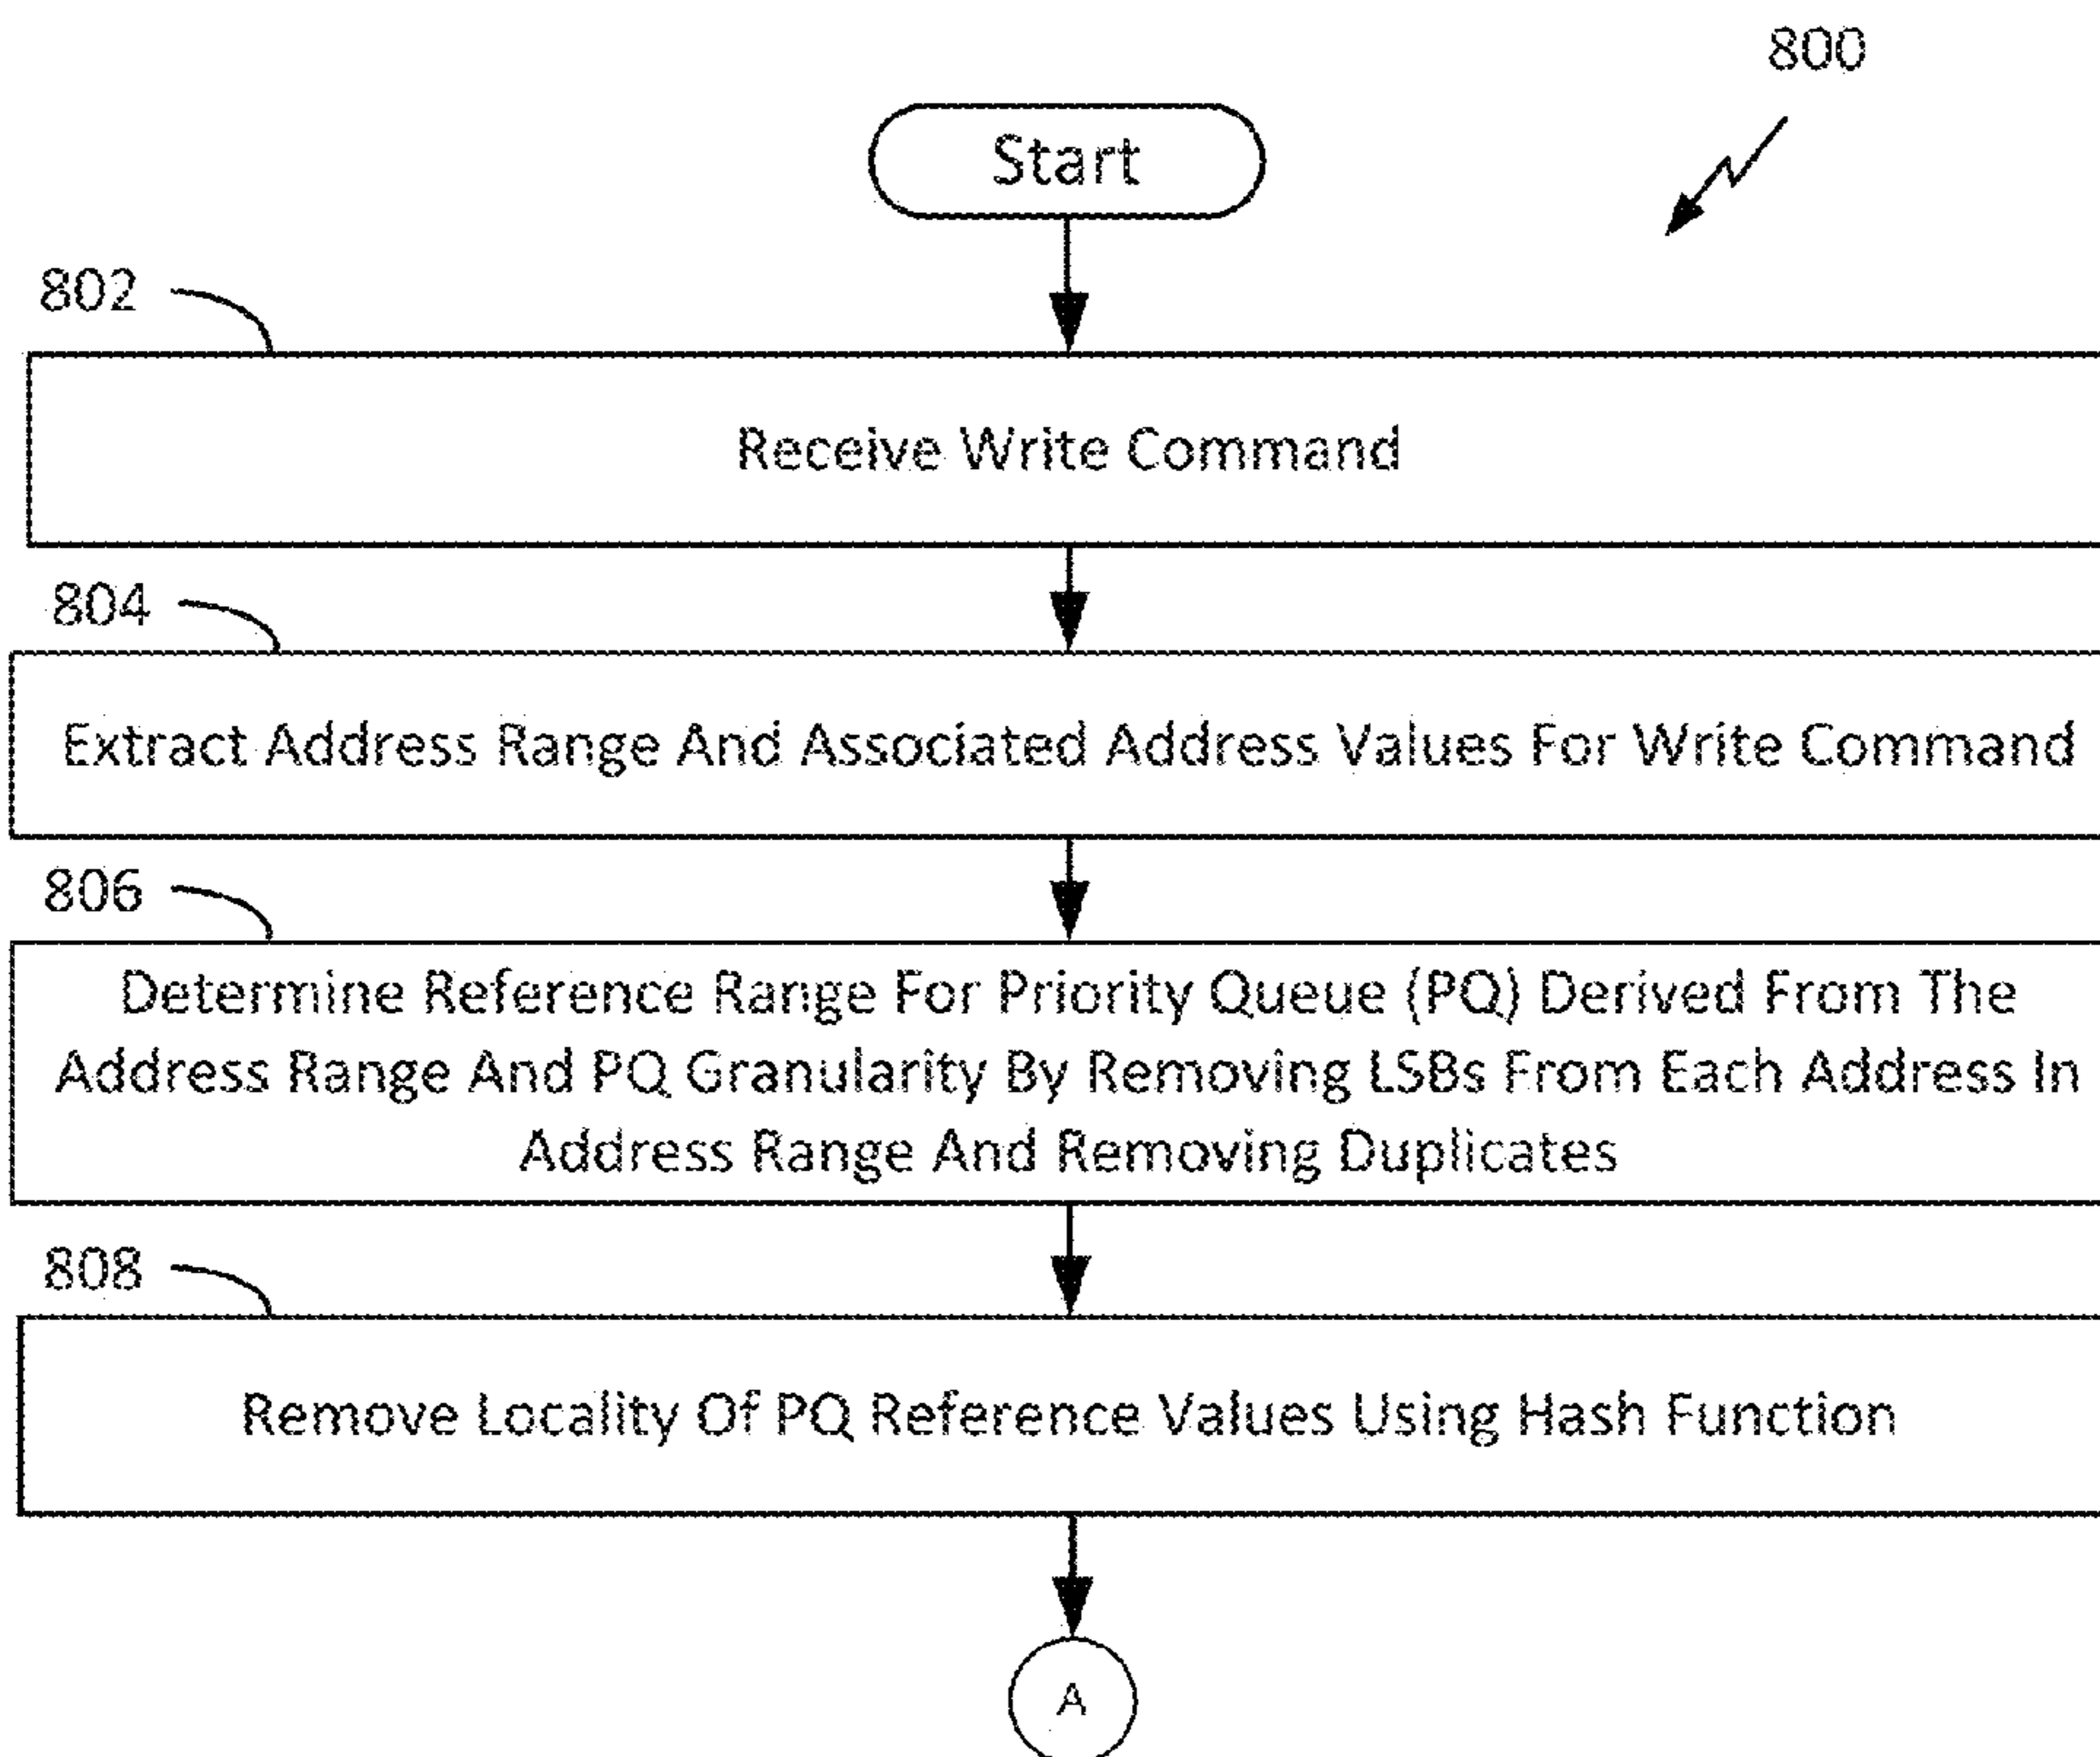 800
Start
802
Receive Write Command
804
Extract Address Range And Associated Address Values For Write Command
806
Determine Reference Range For Priority Queue (PQ) Derived From The
Address Range And PQ Granularity By Removing LSBs From Each Address In
Address Range And Removing Duplicates
808
Remove Locality Of PQ Reference Values Using Hash Function
A